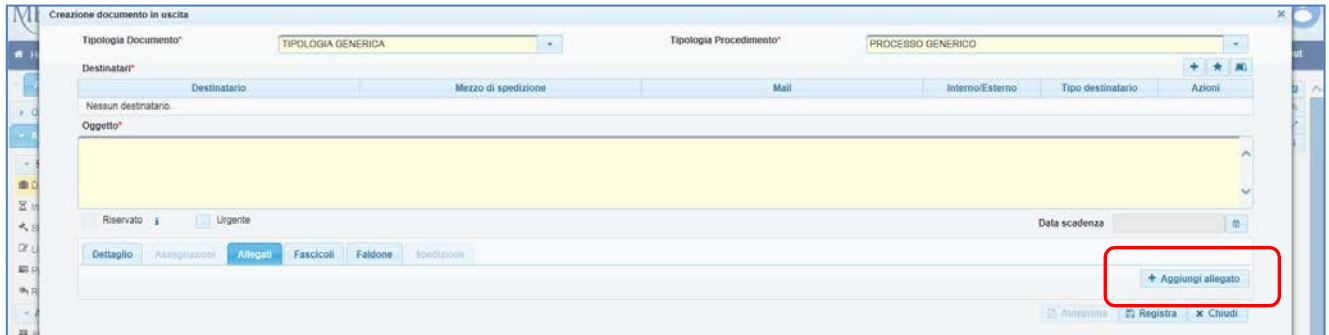 Creazione documento in uscita
Tipologia Documento* TIPOLOGIA GENERICA Tipologia Procedimento* PROCESSO GENERICO
Destinatari*
Destinatario Mezzo di spedizione Mail Interno/Esterno Tipo destinatario Azioni
Nessun destinatario.
Oggetto*
Riservato i Urgente Data scadenza
Dettaglio Assegnazioni Allegati Fascicoli Faldone Spedizione
+ Aggiungi allegato
Anteprima Registra x Chiudi